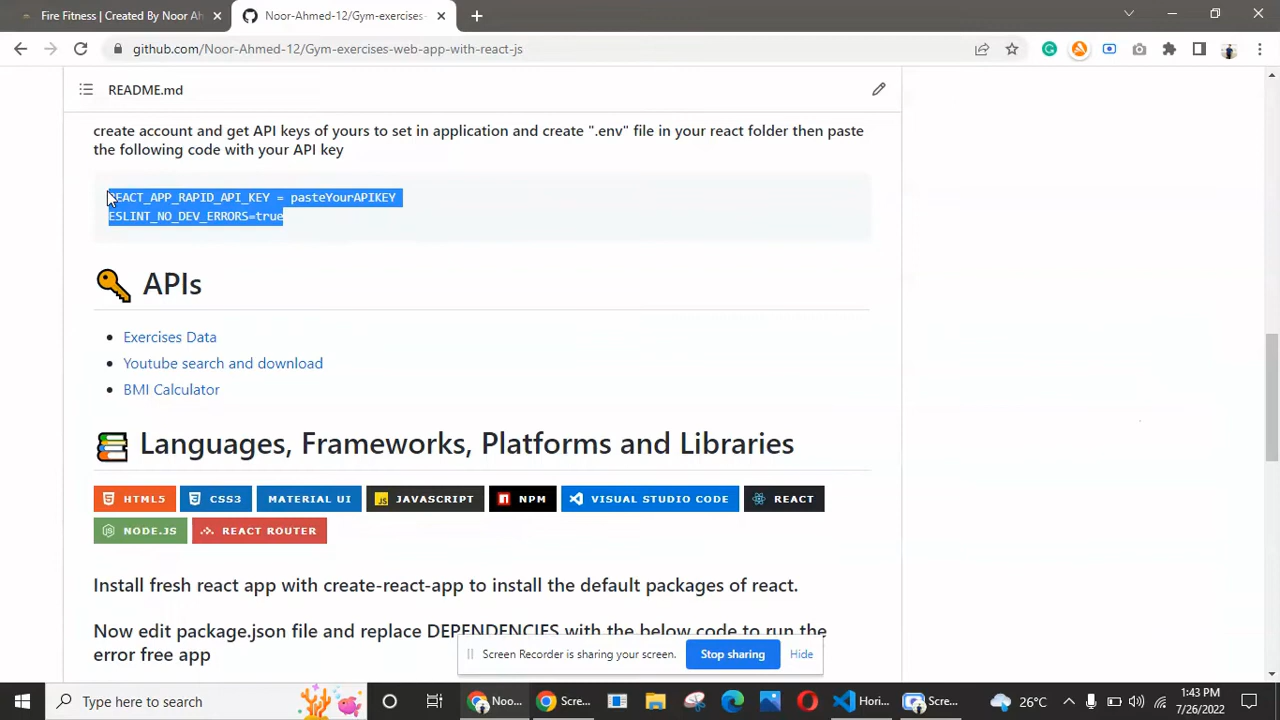 Fire Fitness | Created By Noor Ah
Noor-Ahmed-12/Gym-exercises-
github.com/Noor-Ahmed-12/Gym-exercises-web-app-with-react-js
README.md
create account and get API keys of yours to set in application and create ".env" file in your react folder then paste
the following code with your API key
REACT_APP_RAPID_API_KEY = pasteYourAPIKEY
ESLINT_NO_DEV_ERRORS=true
APIs
Exercises Data
Youtube search and download
BMI Calculator
Languages, Frameworks, Platforms and Libraries
HTML5 CSS3 MATERIAL UI JAVASCRIPT NPM VISUAL STUDIO CODE REACT
NODE.JS REACT ROUTER
Install fresh react app with create-react-app to install the default packages of react.
Now edit package.json file and replace DEPENDENCIES with the below code to run the
error free app
Screen Recorder is sharing your screen. Stop sharing Hide
Type here to search
Noo...
Scre...
Hori...
Scre...
26°C
1:43 PM
7/26/2022